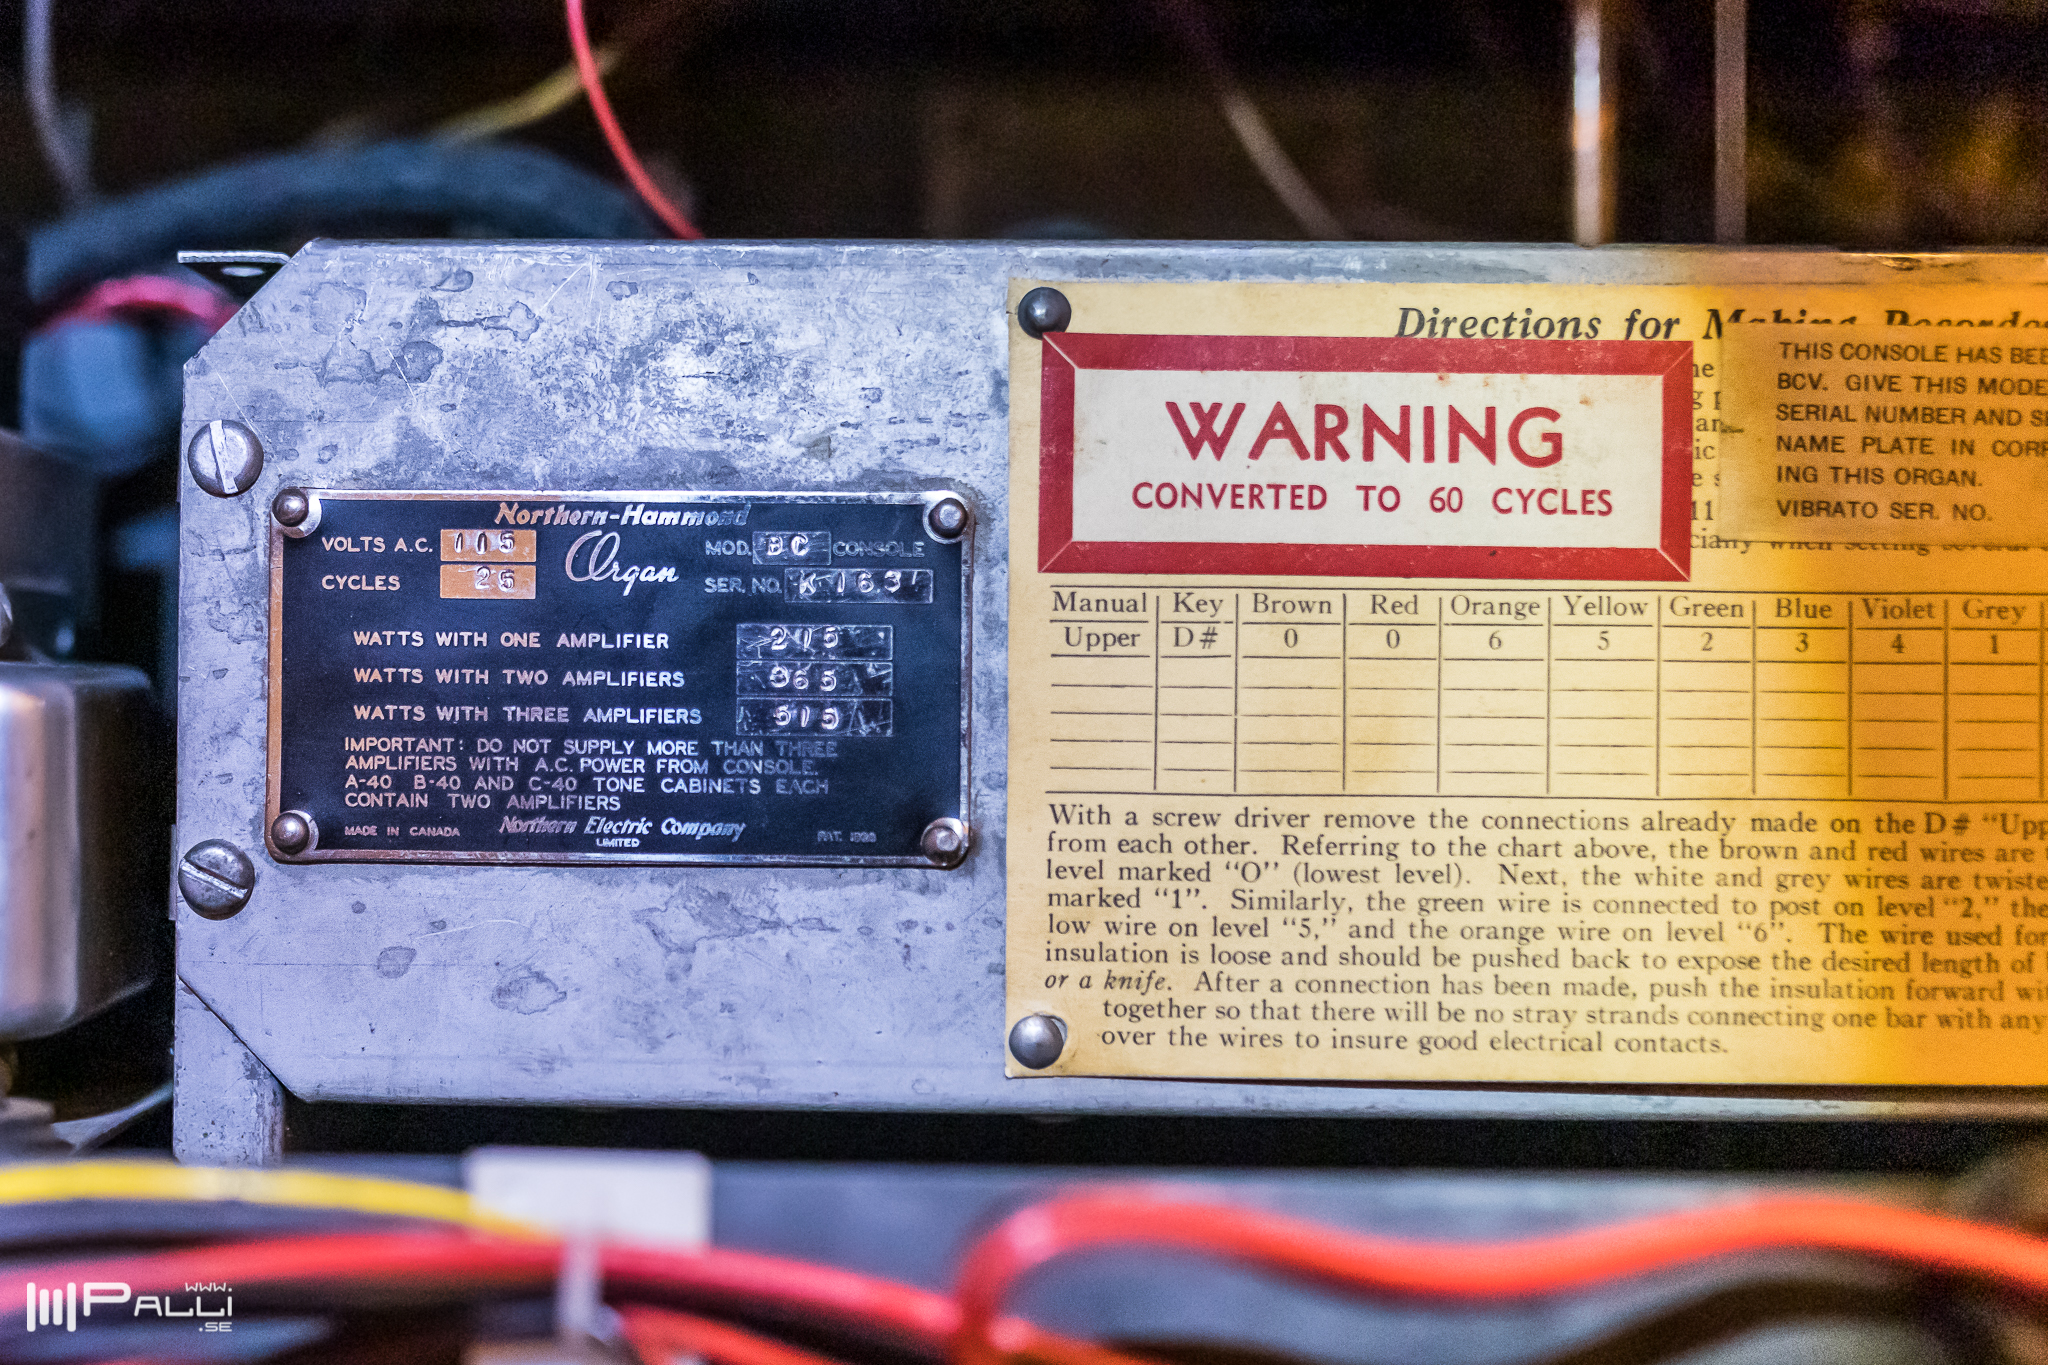 Northern-Hammond
Organ
VOLTS A.C. 115
CYCLES 25
MOD. BC CONSOLE
SER. NO. K 163
WATTS WITH ONE AMPLIFIER 215
WATTS WITH TWO AMPLIFIERS 365
WATTS WITH THREE AMPLIFIERS 515
IMPORTANT: DO NOT SUPPLY MORE THAN THREE
AMPLIFIERS WITH A.C. POWER FROM CONSOLE.
A-40 B-40 AND C-40 TONE CABINETS EACH
CONTAIN TWO AMPLIFIERS
MADE IN CANADA Northern Electric Company
LIMITED
Directions for Making
WARNING
CONVERTED TO 60 CYCLES
THIS CONSOLE HAS BEE
BCV. GIVE THIS MODE
SERIAL NUMBER AND
NAME PLATE IN
ING THIS ORGAN.
VIBRATO SER. NO.
Manual Key Brown Red Orange Yellow Green Blue Violet Grey
Upper D# 0 0 6 5 2 3 4 1
With a screw driver remove the connections already made on the D# "Upp
from each other. Referring to the chart above, the brown and red wires are
level marked "O" (lowest level). Next, the white and grey wires are twiste
marked "1". Similarly, the green wire is connected to post on level "2," the
low wire on level "5," and the orange wire on level "6". The wire used for
insulation is loose and should be pushed back to expose the desired length of
or a knife. After a connection has been made, push the insulation forward wi
together so that there will be no stray strands connecting one bar with any
over the wires to insure good electrical contacts.
www.
PALLI
.SE